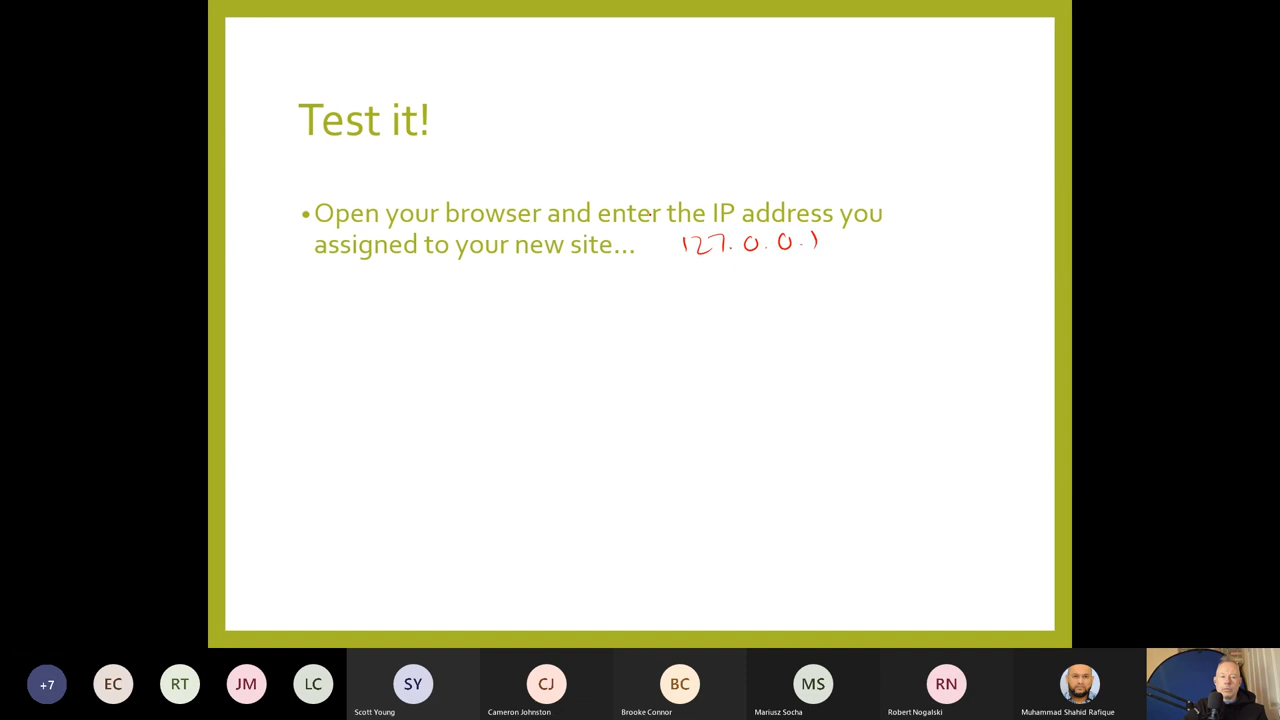 Test it!
• Open your browser and enter the IP address you
assigned to your new site... 127.0.0.1
+7
EC
RT
JM
LC
SY
CJ
BC
MS
RN
Scott Young
Cameron Johnston
Brooke Connor
Mariusz Socha
Robert Nogalski
Muhammad Shahid Rafique